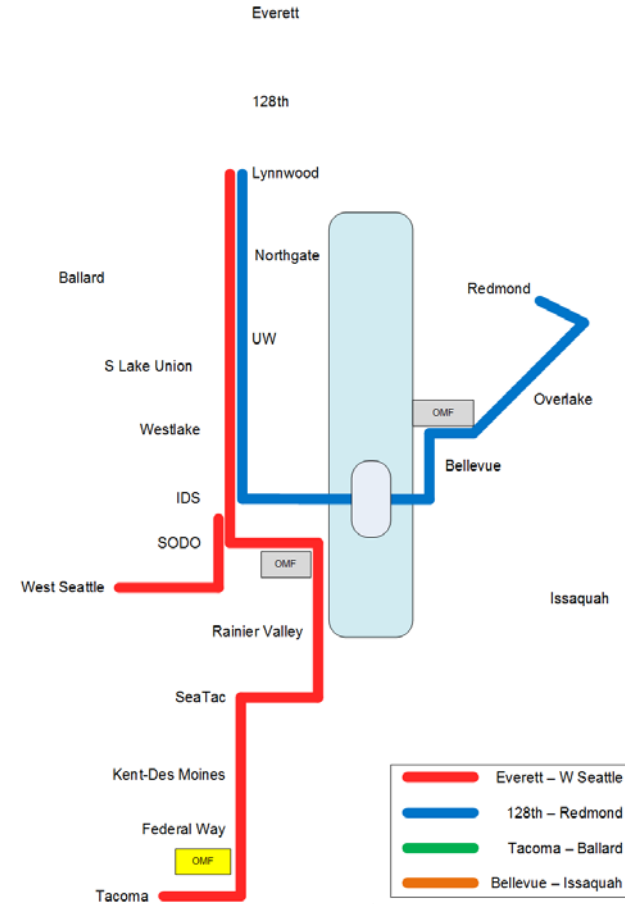 Everett
128th
Lynnwood
Northgate
Ballard
Redmond
UW
S Lake Union
Overlake
OMF
Westlake
Bellevue
IDS
SODO
OMF
West Seattle
Issaquah
Rainier Valley
SeaTac
Kent-Des Moines
Everett – W Seattle
128th – Redmond
Federal Way
Tacoma – Ballard
OMF
Bellevue – Issaquah
Tacoma